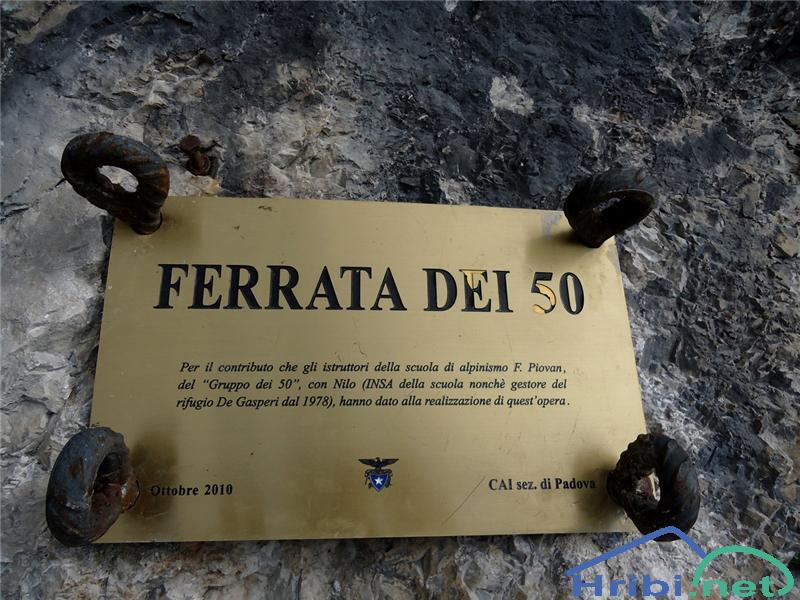 FERRATA DEI 50
Per il contributo che gli istruttori della scuola di alpinismo F. Piovan,
del "Gruppo dei 50", con Nilo (INSA della scuola nonchè gestore del
rifugio De Gasperi dal 1978), hanno dato alla realizzazione di quest'opera.
Ottobre 2010
CAI sez. di Padova
Hribi.net